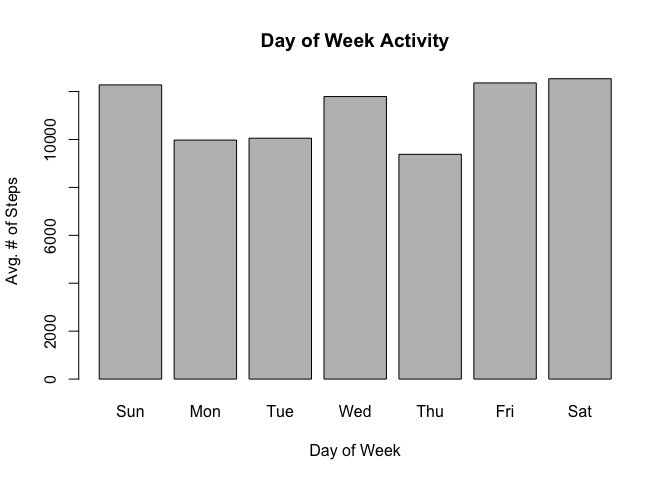 Day of Week Activity
Avg. # of Steps
10000
6000
2000
0
Sun Mon Tue Wed Thu Fri Sat
Day of Week